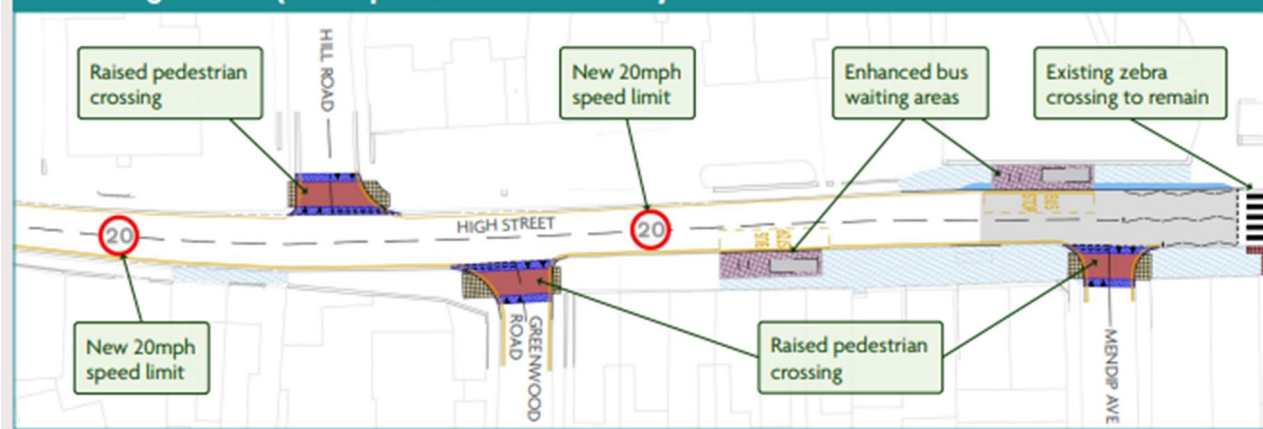 HILL ROAD
Raised pedestrian
crossing
New 20mph
speed limit
Enhanced bus
waiting areas
Existing zebra
crossing to remain
20
HIGH STREET
20
BUS
STOP
BUS
STOP
New 20mph
speed limit
GREENWOOD
ROAD
Raised pedestrian
crossing
MENDIP AVE